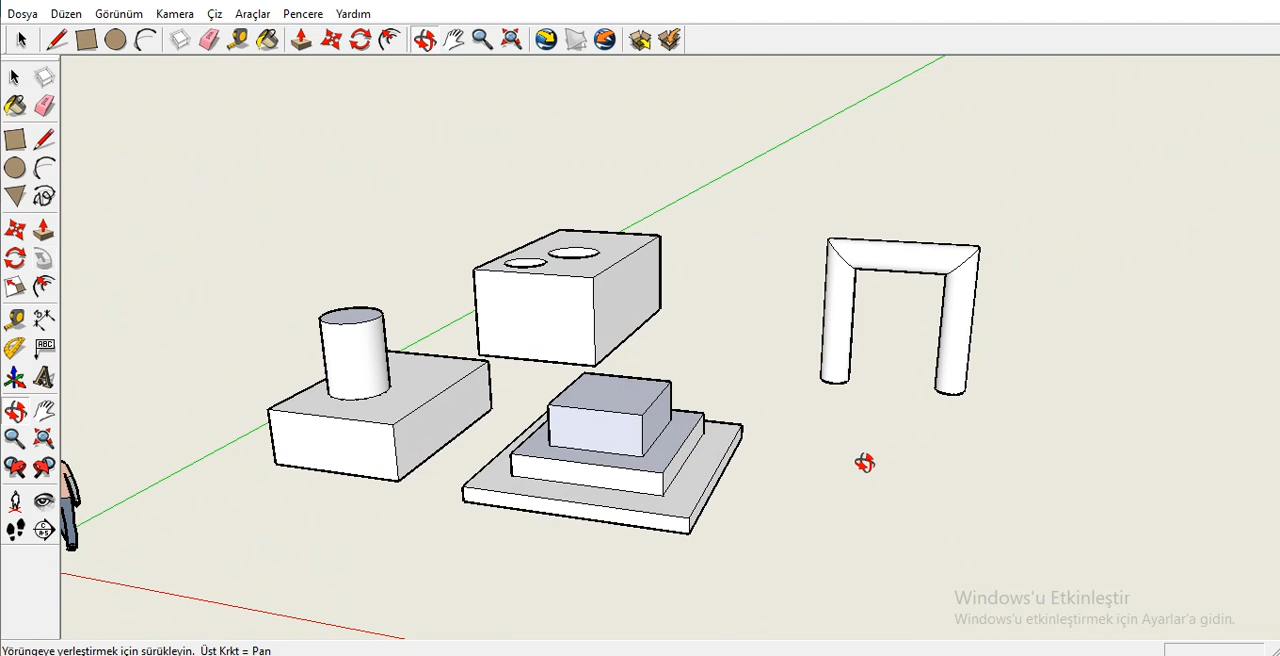 Dosya Düzen Görünüm Kamera Çiz Araçlar Pencere Yardım
ABC
A
Windows'u Etkinleştir
Windows'u etkinleştirmek için Ayarlar'a gidin.
Yörüngeye yerleştirmek için sürükleyin. Üst Krkt = Pan